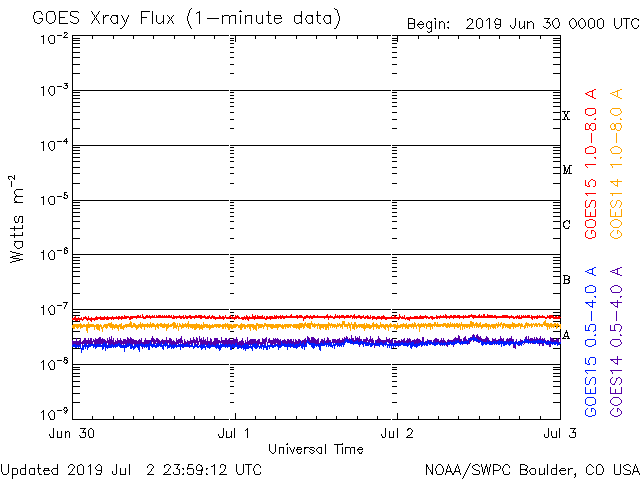 GOES Xray Flux (1-minute data)
Begin: 2019 Jun 30 0000 UTC
Watts m⁻²
10⁻²
10⁻³
10⁻⁴
10⁻⁵
10⁻⁶
10⁻⁷
10⁻⁸
10⁻⁹
X
M
C
B
A
GOES15 1.0-8.0 A
GOES14 1.0-8.0 A
GOES15 0.5-4.0 A
GOES14 0.5-4.0 A
Jun 30 Jul 1 Jul 2 Jul 3
Universal Time
Updated 2019 Jul 2 23:59:12 UTC
NOAA/SWPC Boulder, CO USA